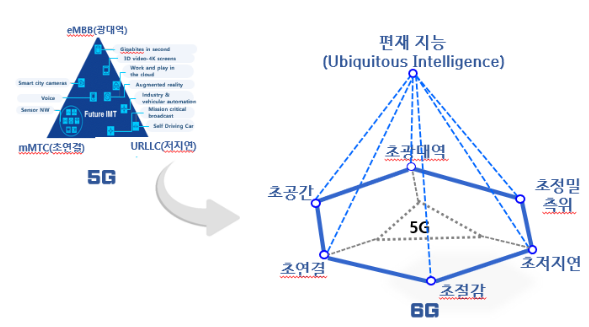 eMBB(광대역)
Gigabites in second
3D video-4K screens
Work and play in
the cloud
Smart city cameras
Augmented reality
Voice
Industry &
vehicular automation
Sensor NW
Future IMT
Mission critical
broadcast
Self Driving Car
mMTC(초연결)
URLLC(저지연)
5G
편재 지능
(Ubiquitous Intelligence)
초광대역
초공간
초정밀
측위
5G
초연결
초저지연
초절감
6G